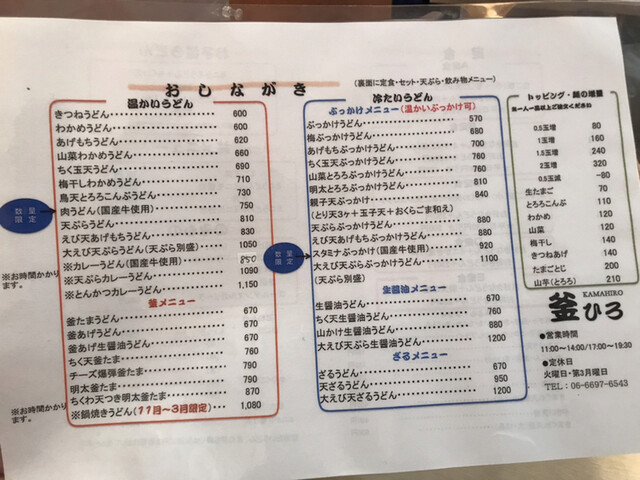 おしながき
(裏面に定食・セット・天ぷら・飲み物メニュー)
温かいうどん
きつねうどん 600
わかめうどん 600
あげもちうどん 620
山菜わかめうどん 660
ちく玉天うどん 690
梅干しわかめうどん 710
鳥天とろろこんぶうどん 730
数量限定
肉うどん(国産牛使用) 750
天ぷらうどん 810
えび天あげもちうどん 830
大えび天うどん(天ぷら別盛) 1050
※お時間かかります。
※カレーうどん(国産牛使用) 850
※天ぷらカレーうどん 1090
※とんかつカレーうどん 1,150
釜メニュー
釜たまうどん 670
釜あげうどん 670
釜あげ生醤油うどん 670
ちく天釜たま 760
チーズ爆弾釜たま 790
明太釜たま 790
ちくわ天つき明太釜たま 870
※お時間かかります。
※鍋焼きうどん(11月～3月限定) 1,080
冷たいうどん
ぶっかけメニュー(温かいぶっかけ可)
ぶっかけうどん 570
梅ぶっかけうどん 680
あげもちぶっかけうどん 700
ちく玉天ぶっかけうどん 760
山菜とろろぶっかけうどん 880
明太とろろぶっかけうどん 810
親子天ぶっかけ 840
(とり天3ヶ+玉子天+おくらごま和え)
天ぷらぶっかけうどん 880
えび天あげもちぶっかけうどん 880
数量限定
スタミナぶっかけ(国産牛使用) 920
大えび天ぷらぶっかけうどん 1100
(天ぷら別盛)
生醤油メニュー
生醤油うどん 670
ちく天生醤油うどん 760
山かけ生醤油うどん 880
大えび天ぷら生醤油うどん 1200
ざるメニュー
ざるうどん 670
天ざるうどん 950
大えび天ざるうどん 1200
トッピング・麺の増量
0.5玉増 80
1玉増 160
1.5玉増 240
2玉増 320
0.5玉減 -80
生たまご 70
とろろこんぶ 110
わかめ 120
山菜 120
梅干し 140
きつねあげ 140
たまごとじ 200
山芋(とろろ) 210
釜ひろ
KAMAHIRO
●営業時間
11:00～14:00/17:00～19:30
●定休日
火曜日・第3月曜日
TEL:06-6697-6543